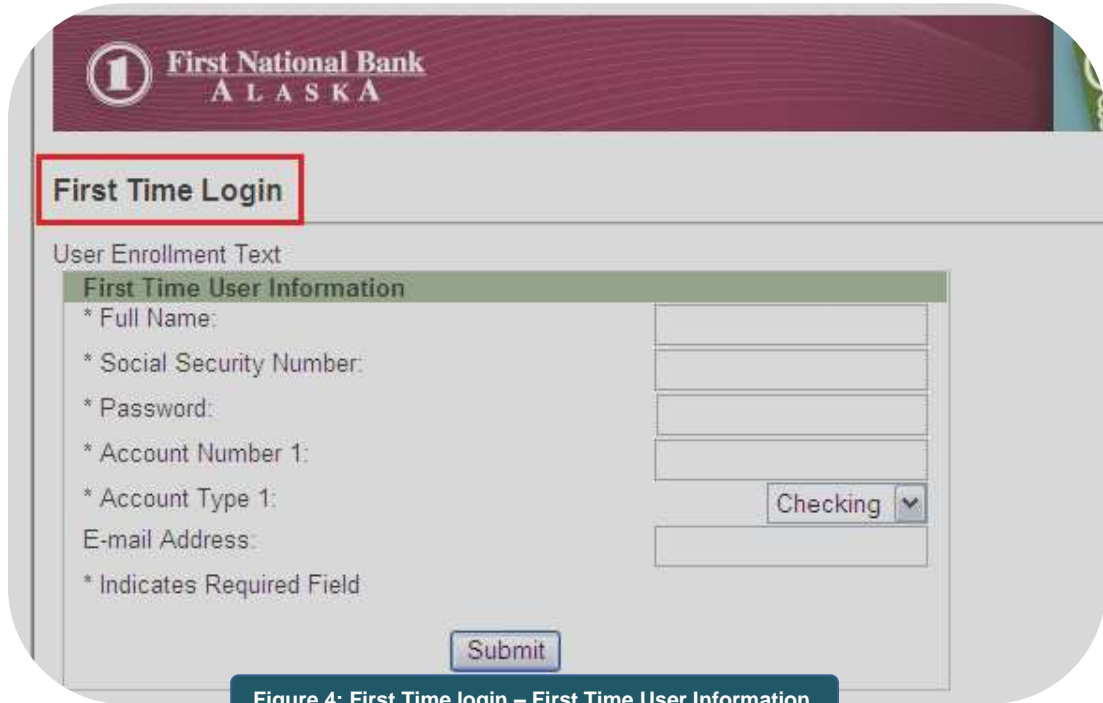 1 First National Bank
ALASKA
First Time Login
User Enrollment Text
First Time User Information
* Full Name:
* Social Security Number:
* Password:
* Account Number 1:
* Account Type 1: Checking
E-mail Address:
* Indicates Required Field
Submit
Figure 4: First Time login – First Time User Information